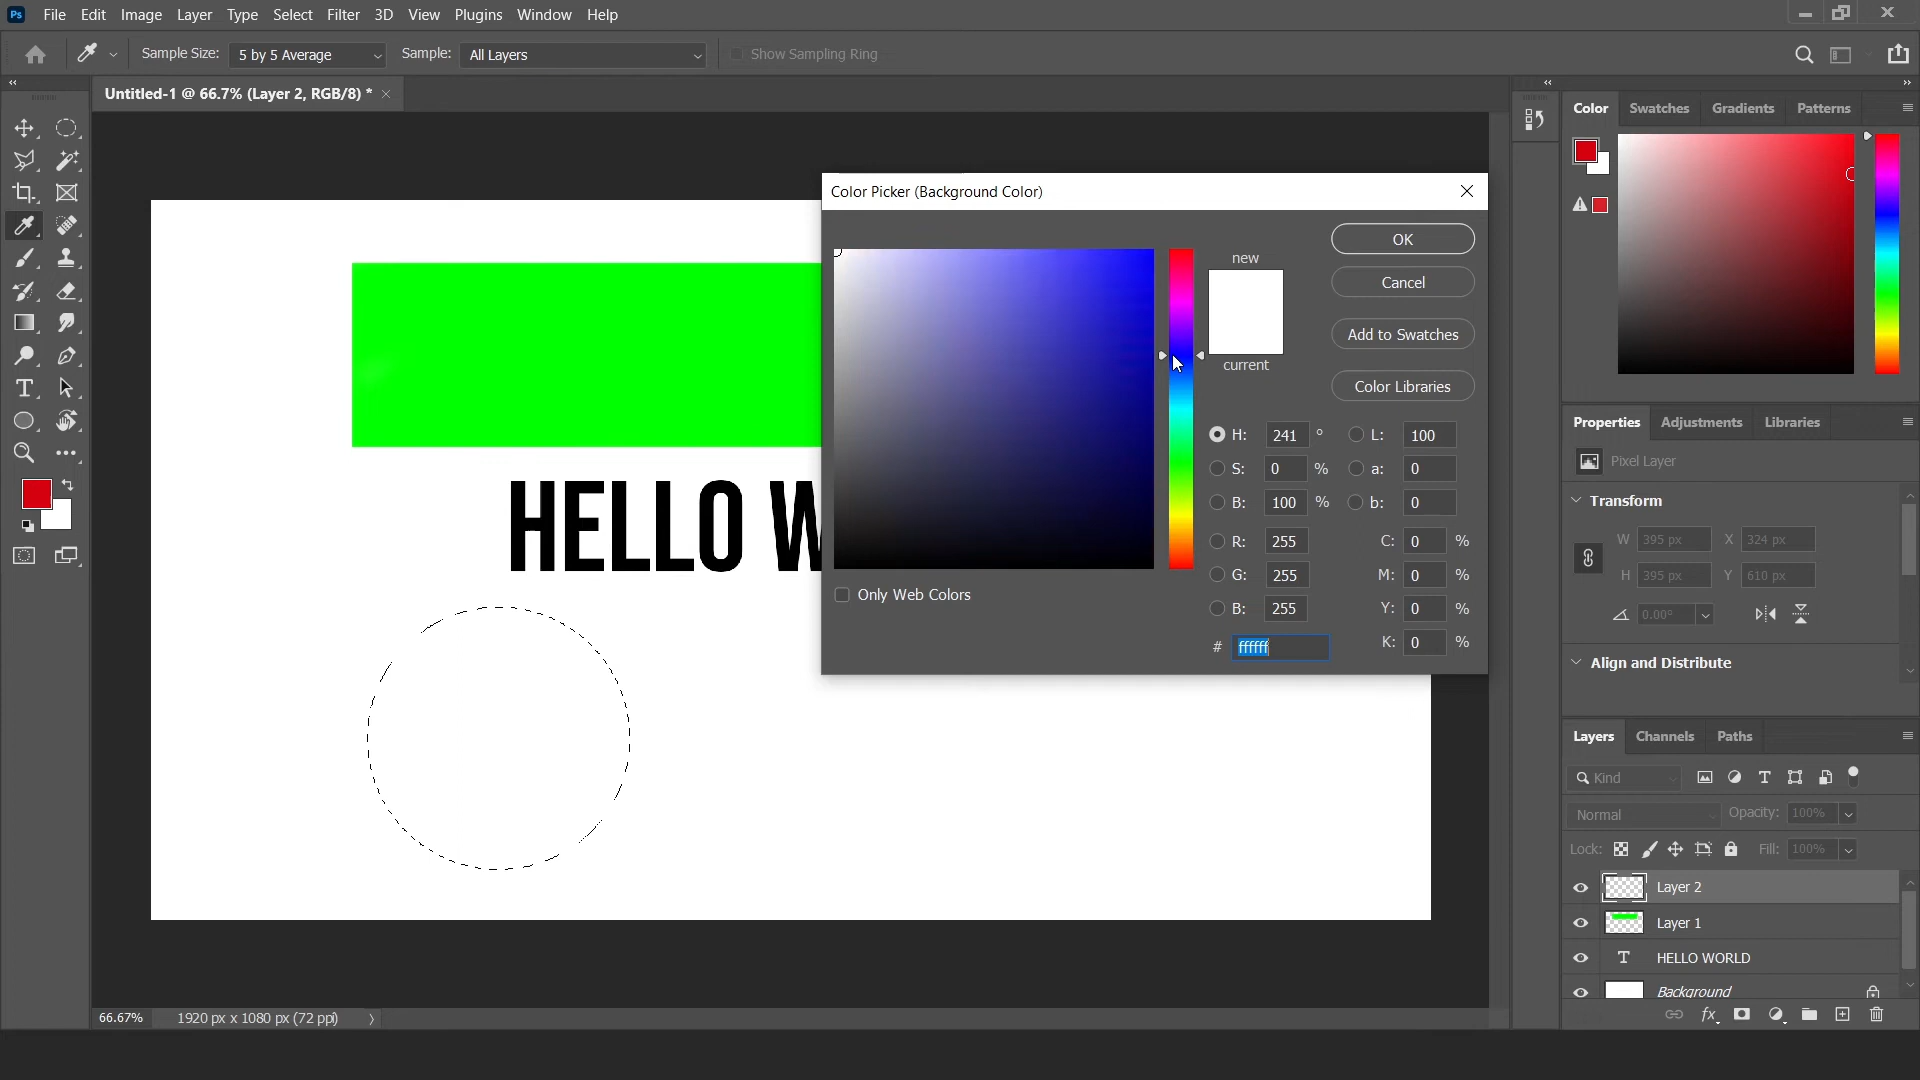 Ps File Edit Image Layer Type Select Filter 3D View Plugins Window Help
Sample Size: 5 by 5 Average Sample: All Layers Show Sampling Ring
Untitled-1 @ 66.7% (Layer 2, RGB/8) *
Color Swatches Gradients Patterns
Color Picker (Background Color)
OK
new
Cancel
Add to Swatches
current
Color Libraries
H: 241 ° L: 100
S: 0 % a: 0
B: 100 % b: 0
R: 255 C: 0 %
G: 255 M: 0 %
B: 255 Y: 0 %
# ffffff K: 0 %
Only Web Colors
HELLO W
Properties Adjustments Libraries
Pixel Layer
Transform
W 395 px X 324 px
H 395 px Y 610 px
0.00°
Align and Distribute
Layers Channels Paths
Kind
Normal Opacity: 100%
Lock: Fill: 100%
Layer 2
Layer 1
T HELLO WORLD
Background
fx
66.67% 1920 px x 1080 px (72 ppi)